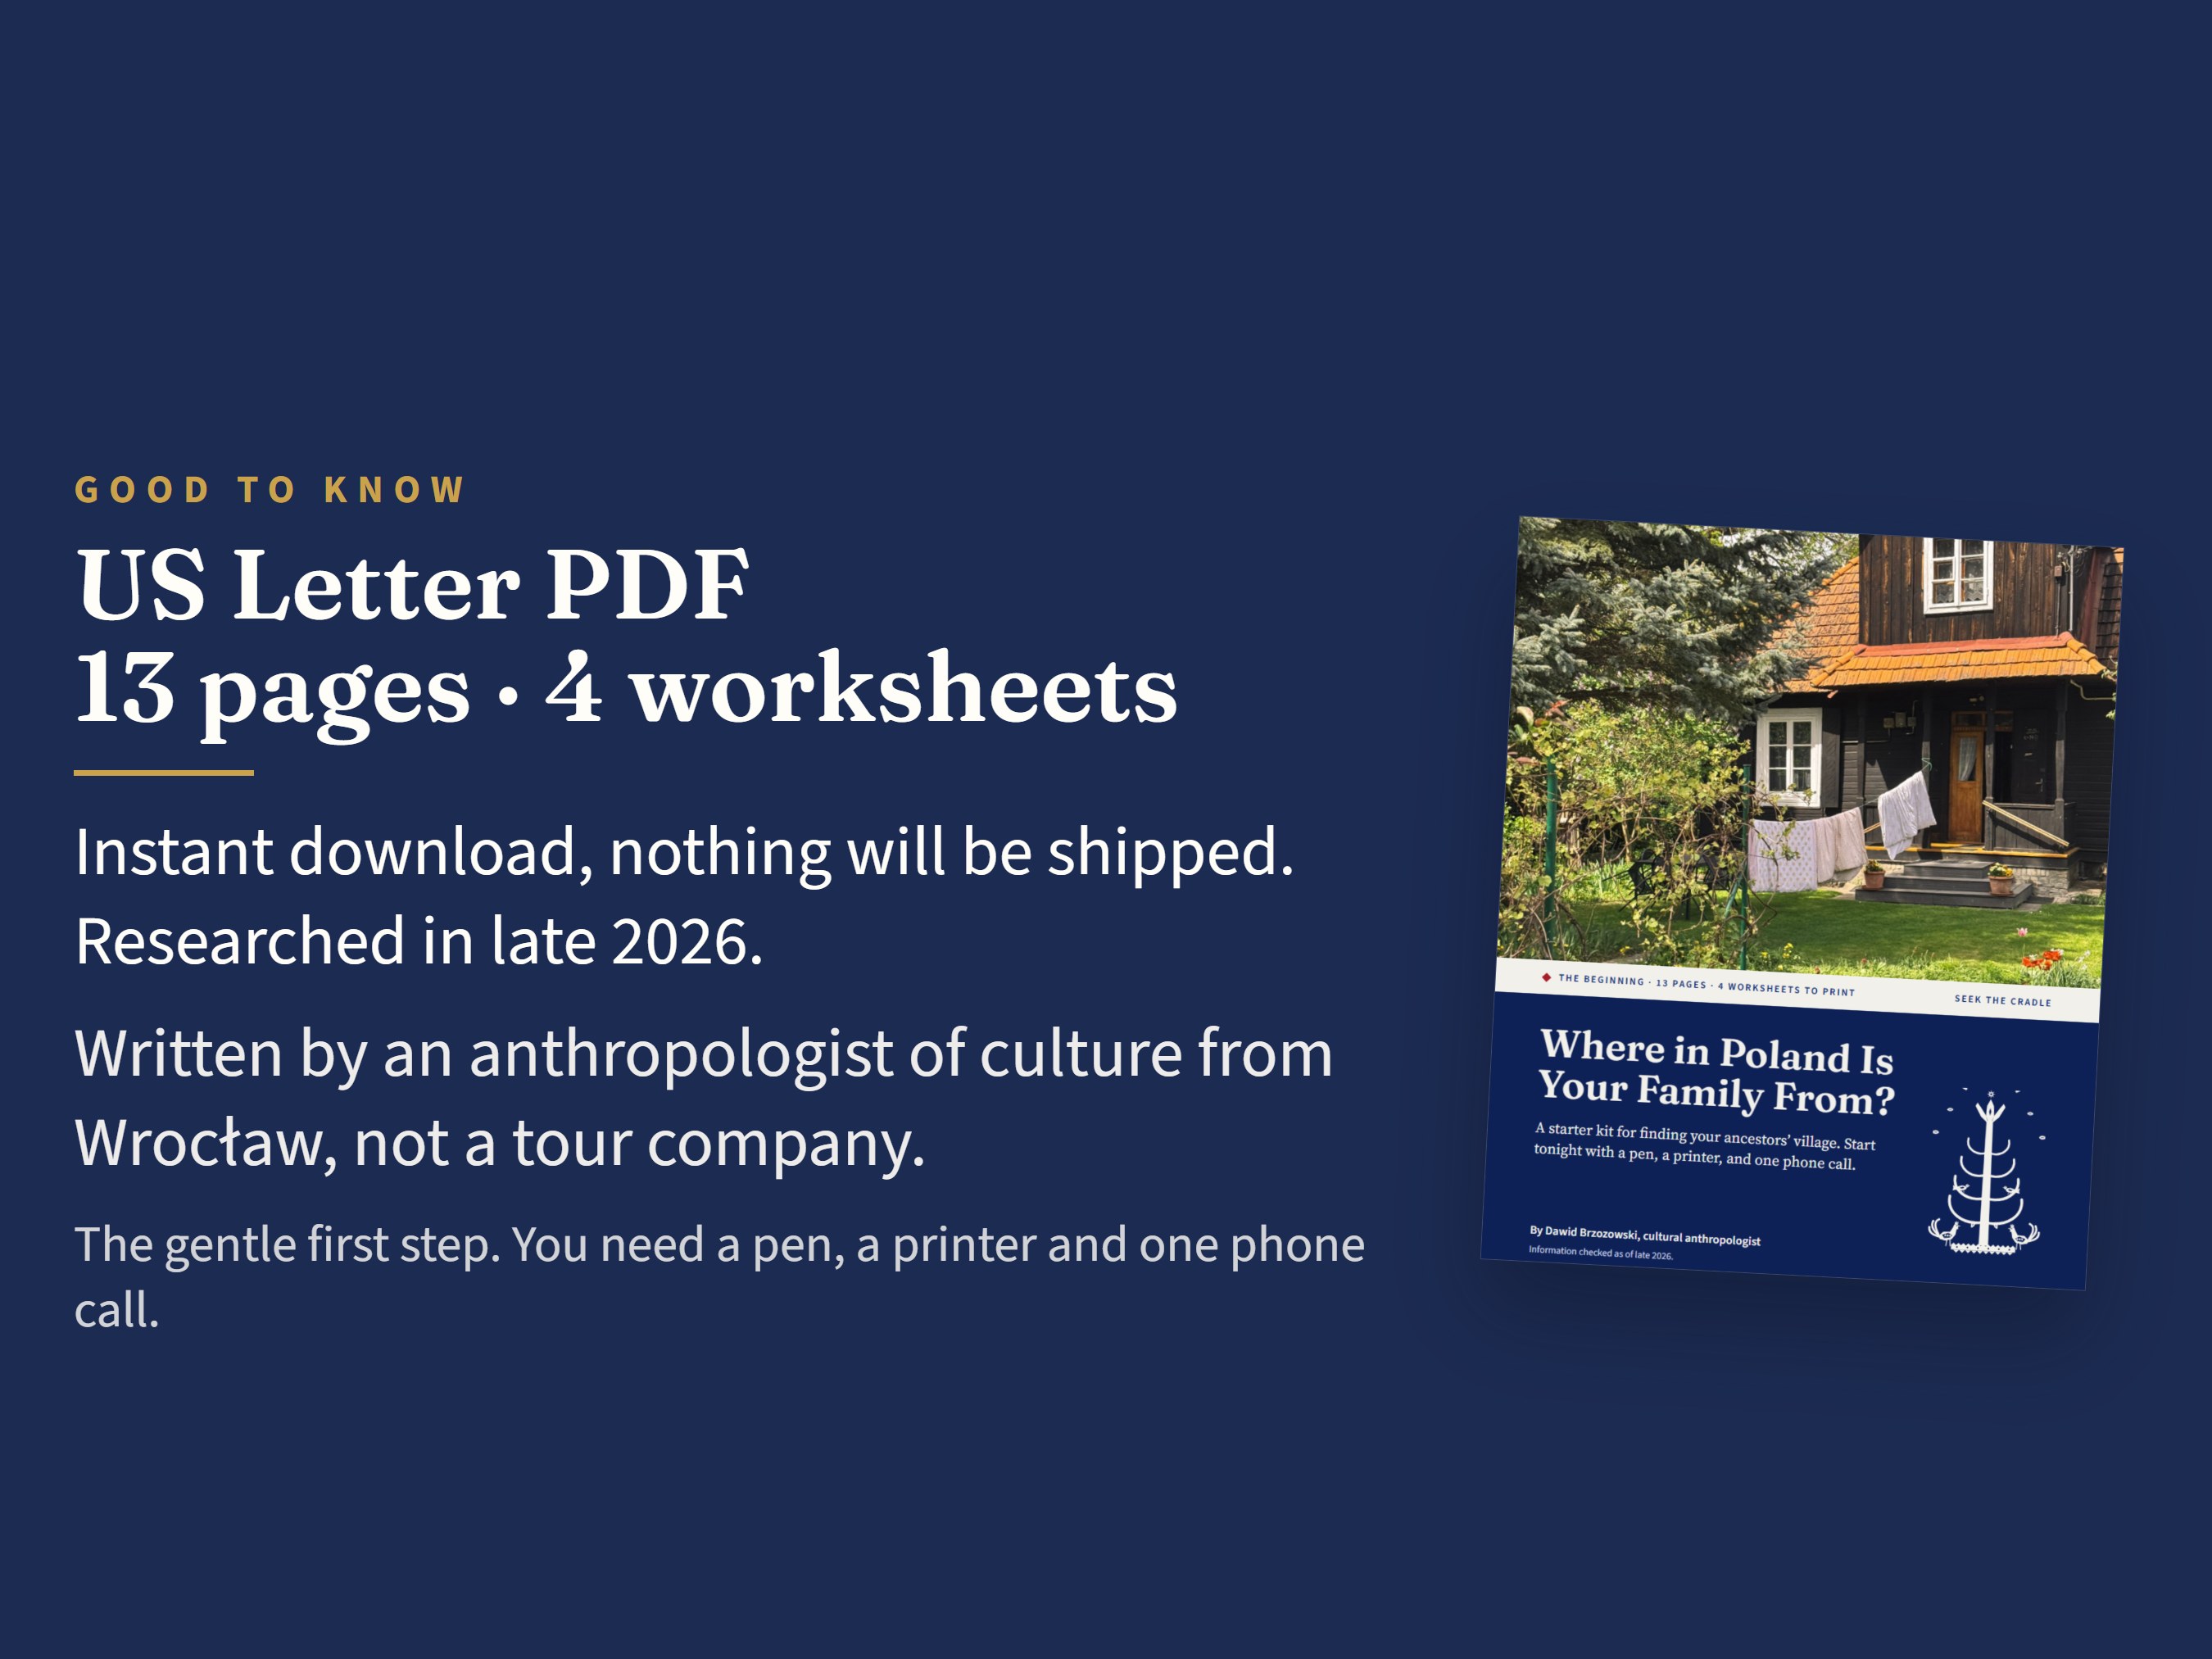 GOOD TO KNOW
US Letter PDF
13 pages · 4 worksheets
Instant download, nothing will be shipped.
Researched in late 2026.
Written by an anthropologist of culture from
Wrocław, not a tour company.
The gentle first step. You need a pen, a printer and one phone
call.
THE BEGINNING · 13 PAGES · 4 WORKSHEETS TO PRINT
SEEK THE CRADLE
Where in Poland Is
Your Family From?
A starter kit for finding your ancestors’ village. Start
tonight with a pen, a printer, and one phone call.
By Dawid Brzozowski, cultural anthropologist
Information checked as of late 2026.